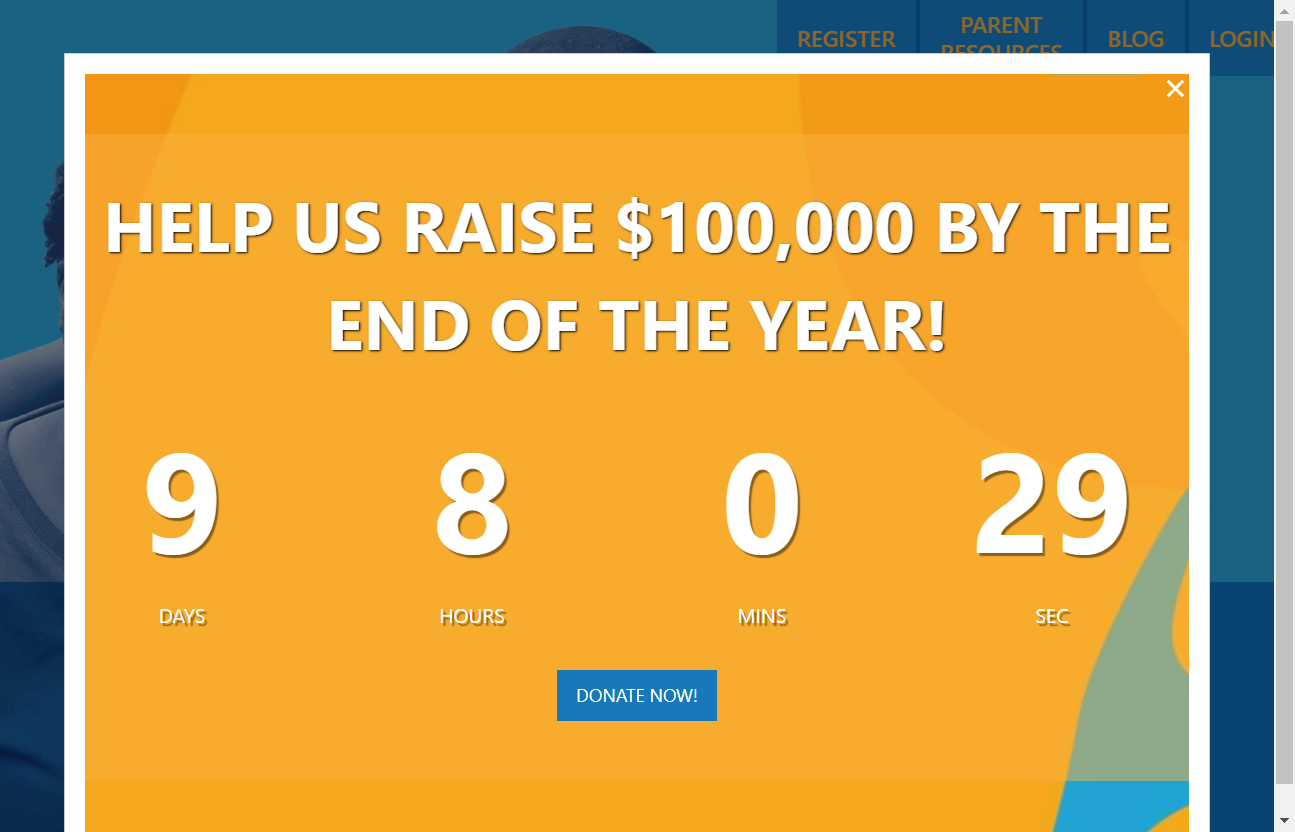 REGISTER
PARENT
RESOURCES
BLOG
LOGIN
×
HELP US RAISE $100,000 BY THE
END OF THE YEAR!
9 8 0 29
DAYS HOURS MINS SEC
DONATE NOW!